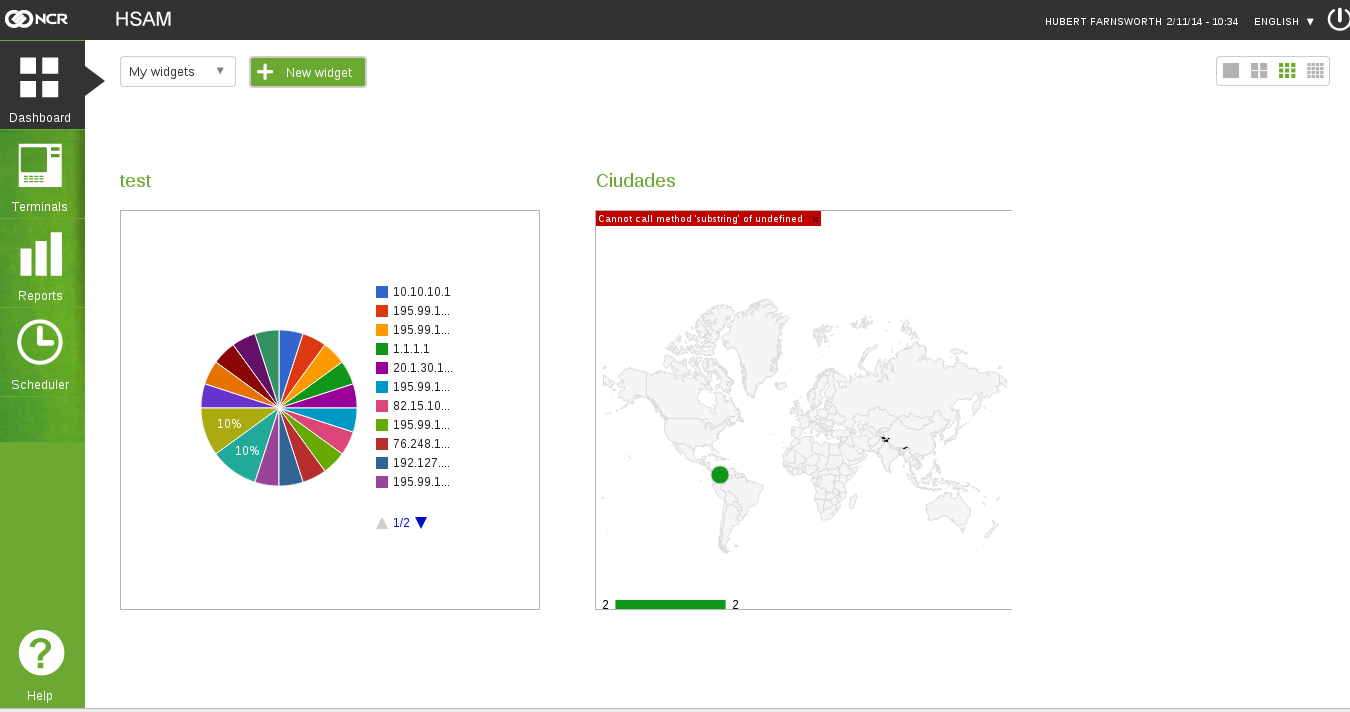 NCR
HSAM
HUBERT FARNSWORTH 2/11/14 - 10:34
ENGLISH ▼
My widgets ▼
New widget
Dashboard
Terminals
Reports
Scheduler
Help
test
10.10.10.1
195.99.1...
195.99.1...
1.1.1.1
20.1.30.1...
195.99.1...
82.15.10...
195.99.1...
76.248.1...
192.127....
195.99.1...
10%
10%
1/2
Ciudades
Cannot call method 'substring' of undefined ×
2 2